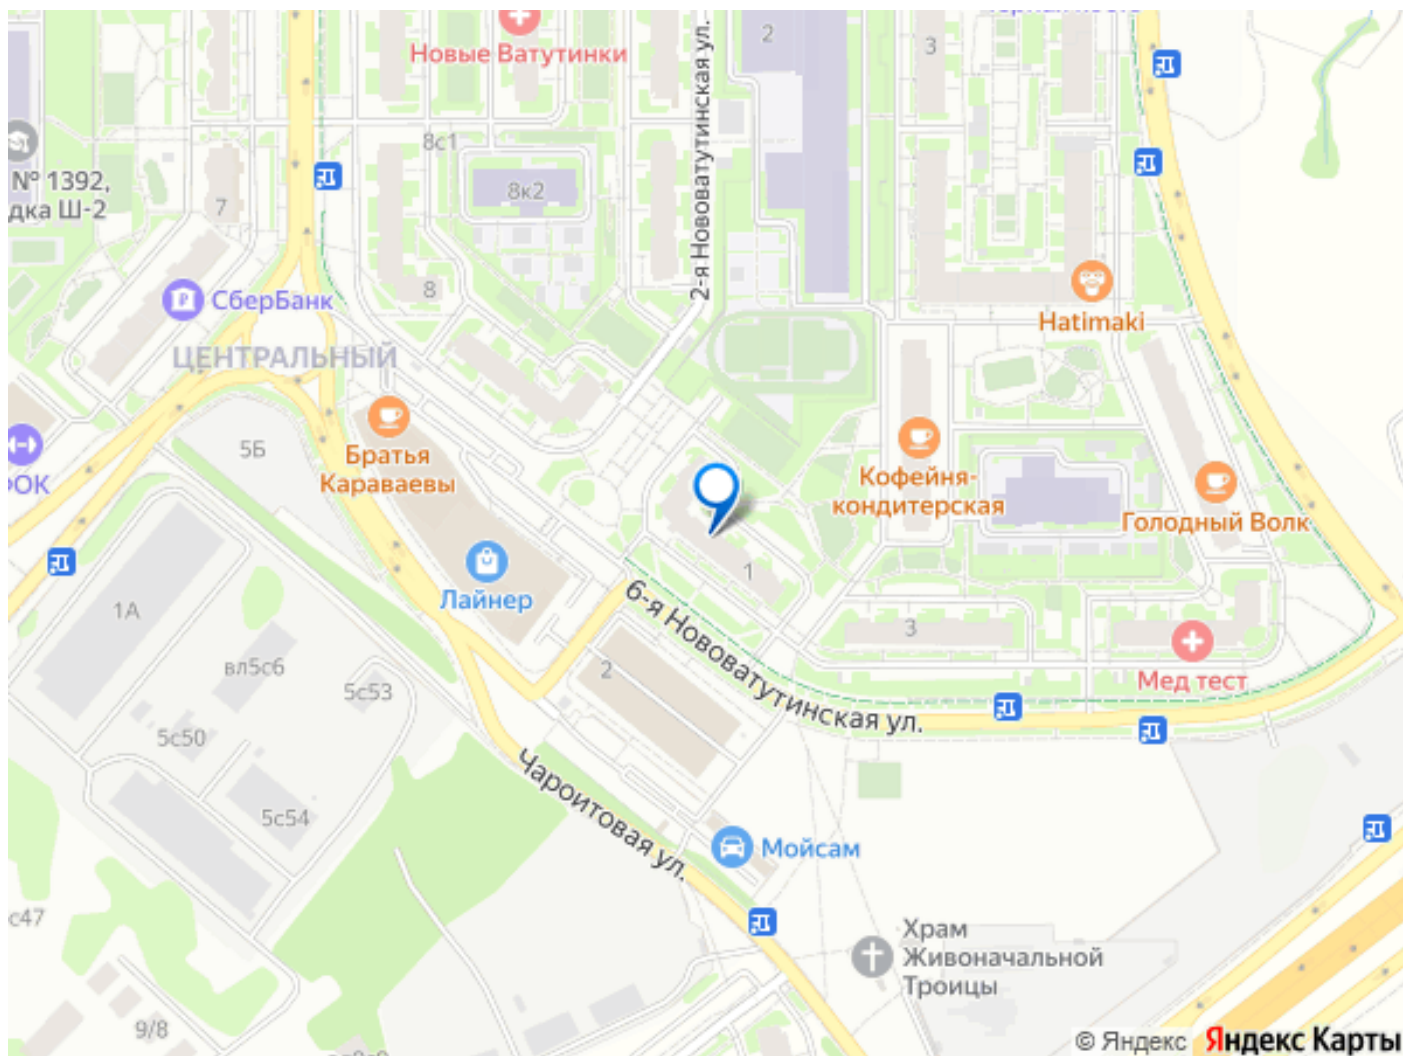 2
3
Новые Ватутинки
2-я Нововатутинская ул.
8с1
№ 1392,
дка Ш-2
8к2
7
8
СберБанк
ЦЕНТРАЛЬНЫЙ
Hatimaki
5Б
Братья
Караваевы
ФОК
Кофейня-
кондитерская
Голодный Волк
Лайнер
1
6-я Нововатутинская ул.
1А
3
вл5с6
2
5с53
Мед тест
5с50
5с54
Чароитовая ул.
Мойсам
с47
Храм
Живоначальной
Троицы
9/8
© Яндекс Яндекс Карты